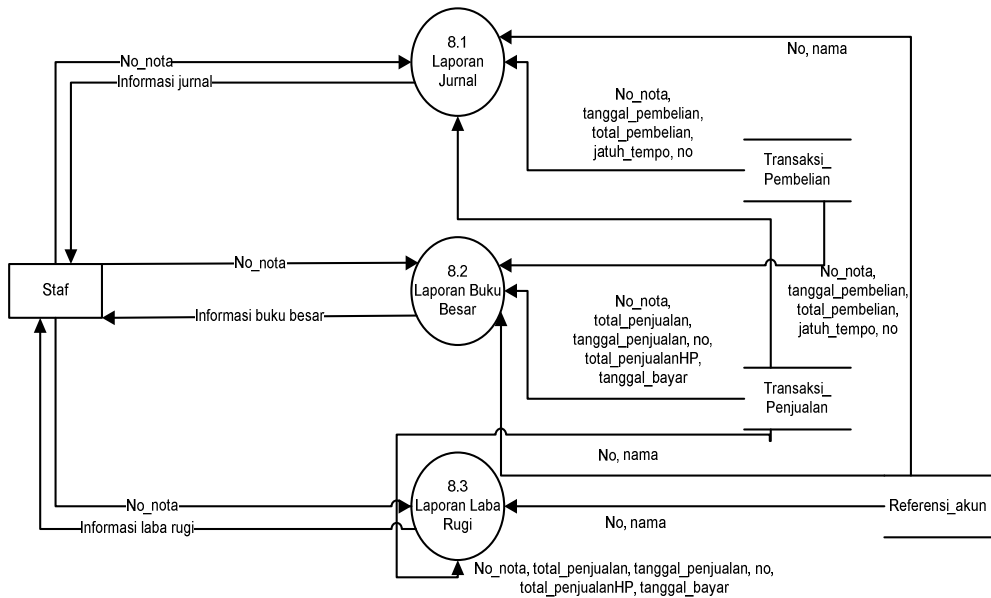 8.1
Laporan
Jurnal
No, nama
No_nota
Informasi jurnal
No_nota,
tanggal_pembelian,
total_pembelian,
jatuh_tempo, no
Transaksi_
Pembelian
Staf
No_nota
Informasi buku besar
8.2
Laporan Buku
Besar
No_nota,
tanggal_pembelian,
total_pembelian,
jatuh_tempo, no
No_nota,
total_penjualan,
tanggal_penjualan, no,
total_penjualanHP,
tanggal_bayar
Transaksi_
Penjualan
No, nama
8.3
Laporan Laba
Rugi
No_nota
Informasi laba rugi
Referensi_akun
No, nama
No_nota, total_penjualan, tanggal_penjualan, no,
total_penjualanHP, tanggal_bayar